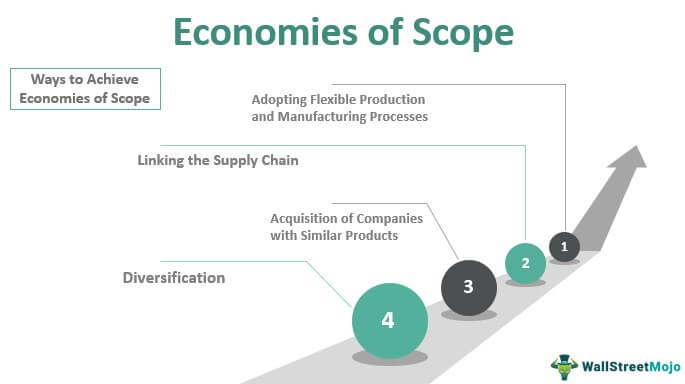 Economies of Scope
Ways to Achieve
Economies of Scope
Adopting Flexible Production
and Manufacturing Processes
Linking the Supply Chain
Acquisition of Companies
with Similar Products
Diversification
1
2
3
4
WallStreetMojo